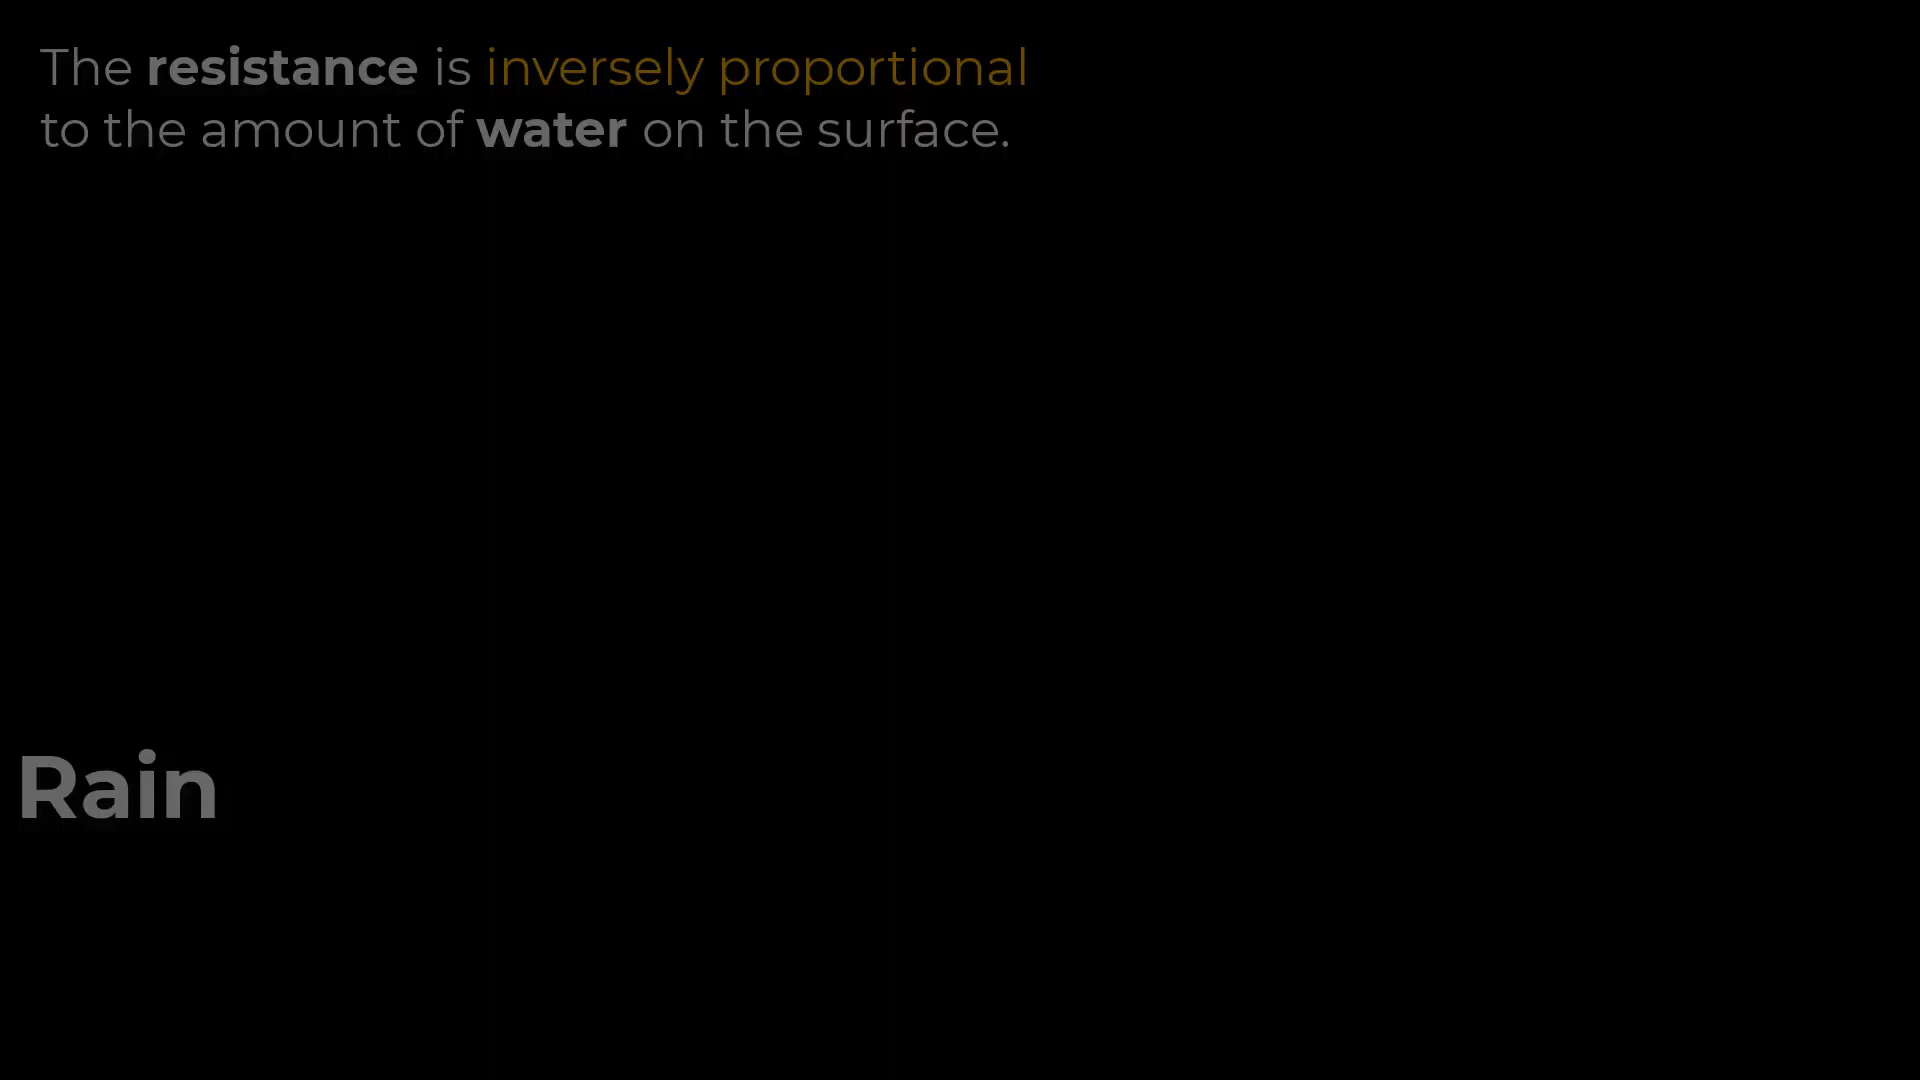 The resistance is inversely proportional
to the amount of water on the surface.
Rain